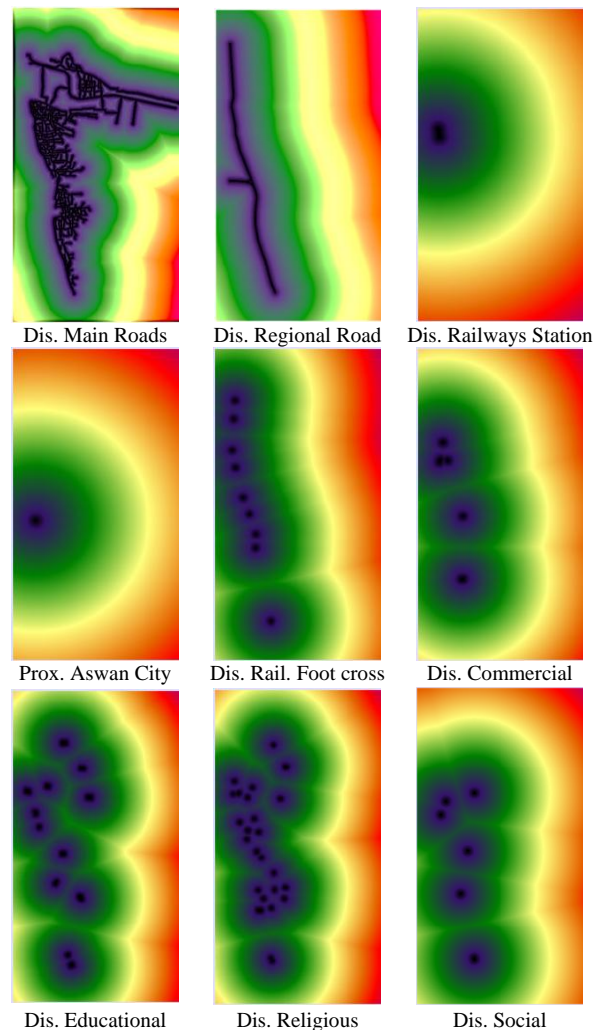 Dis. Main Roads
Dis. Regional Road
Dis. Railways Station
Prox. Aswan City
Dis. Rail. Foot cross
Dis. Commercial
Dis. Educational
Dis. Religious
Dis. Social